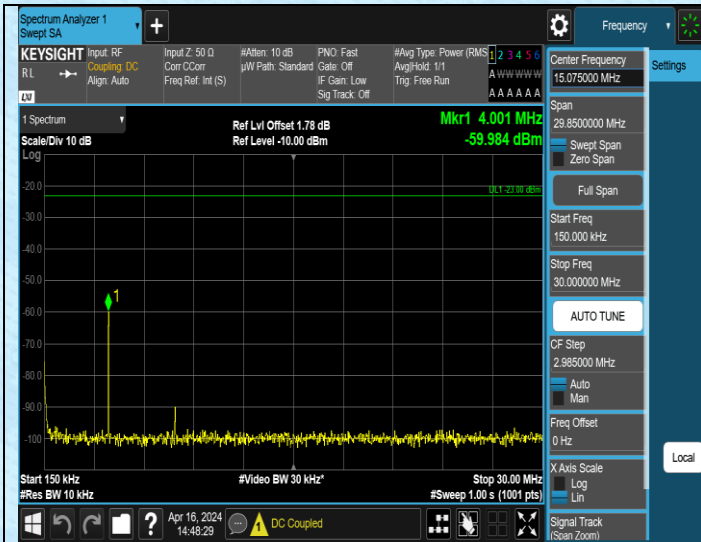 Spectrum Analyzer 1
Swept SA
Frequency
KEYSIGHT
RL
LXI
Input: RF
Coupling: DC
Align: Auto
Input Z: 50 Ω
Corr CCorr
Freq Ref: Int (S)
#Atten: 10 dB
µW Path: Standard
PNO: Fast
Gate: Off
IF Gain: Low
Sig Track: Off
#Avg Type: Power (RMS
Avg|Hold: 1/1
Trig: Free Run
1 2 3 4 5 6
A W W W W W
A A A A A A
1 Spectrum
Scale/Div 10 dB
Log
Ref Lvl Offset 1.78 dB
Ref Level -10.00 dBm
Mkr1 4.001 MHz
-59.984 dBm
DL1 -23.00 dBm
-20.0
-30.0
-40.0
-50.0
1
-60.0
-70.0
-80.0
-90.0
-100
Start 150 kHz
#Res BW 10 kHz
#Video BW 30 kHz*
Stop 30.00 MHz
#Sweep 1.00 s (1001 pts)
Apr 16, 2024
14:48:29
DC Coupled
Center Frequency
15.075000 MHz
Settings
Span
29.8500000 MHz
Swept Span
Zero Span
Full Span
Start Freq
150.000 kHz
Stop Freq
30.000000 MHz
AUTO TUNE
CF Step
2.985000 MHz
Auto
Man
Freq Offset
0 Hz
Local
X Axis Scale
Log
Lin
Signal Track
(Span Zoom)